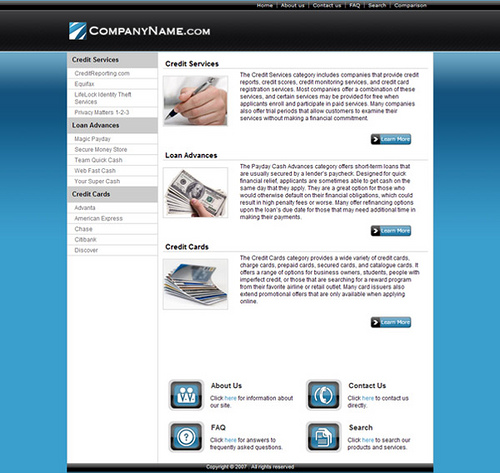 Home | About us | Contact us | FAQ | Search | Comparison
COMPANYNAME.COM
Credit Services
CreditReporting.com
Equifax
LifeLock Identify Theft
Services
Privacy Matters 1-2-3
Loan Advances
Magic Payday
Secure Money Store
Team Quick Cash
Web Fast Cash
Your Super Cash
Credit Cards
Advanta
American Express
Chase
Citibank
Discover
Credit Services
The Credit Services category includes companies that provide credit
reports, credit scores, credit monitoring services, and credit card
registration services. Most companies offer a combination of these
services, and certain services may be provided for free when
applicants enroll and participate in paid services. Many companies
also offer trial periods that allow customers to examine their
services without making a financial commitment.
Learn More
Loan Advances
The Payday Cash Advances category offers short-term loans that
are usually secured by a lender's paycheck. Designed for quick
financial relief, applicants are sometimes able to get cash on the
same day that they apply. They are a great option for those who
would otherwise default on their financial obligations, which could
result in high penalty fees or worse. Many offer refinancing options
upon the loan's due date for those that may need additional time in
making their payments.
Learn More
Credit Cards
The Credit Cards category provides a wide variety of credit cards,
charge cards, prepaid cards, secured cards, and catalogue cards. It
offers a range of options for business owners, students, people with
imperfect credit, or those that are searching for a reward program
from their favorite airline or retail outlet. Many card issuers also
extend promotional offers that are only available when applying
online.
Learn More
About Us
Click here for information about
our site.
Contact Us
Click here to contact us
directly.
FAQ
Click here for answers to
frequently asked questions.
Search
Click here to search our
products and services.
Copyright © 2007 . All rights reserved.